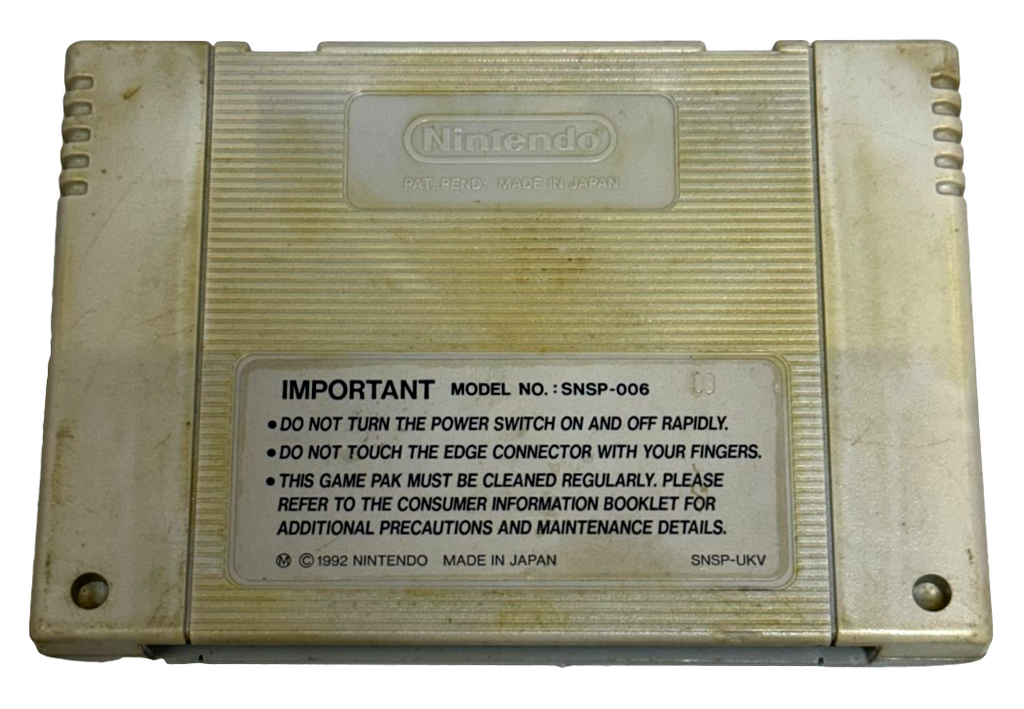 Nintendo®
PAT. PEND. MADE IN JAPAN
IMPORTANT MODEL NO. : SNSP-006
• DO NOT TURN THE POWER SWITCH ON AND OFF RAPIDLY.
• DO NOT TOUCH THE EDGE CONNECTOR WITH YOUR FINGERS.
• THIS GAME PAK MUST BE CLEANED REGULARLY. PLEASE
REFER TO THE CONSUMER INFORMATION BOOKLET FOR
ADDITIONAL PRECAUTIONS AND MAINTENANCE DETAILS.
Ⓜ © 1992 NINTENDO MADE IN JAPAN SNSP-UKV